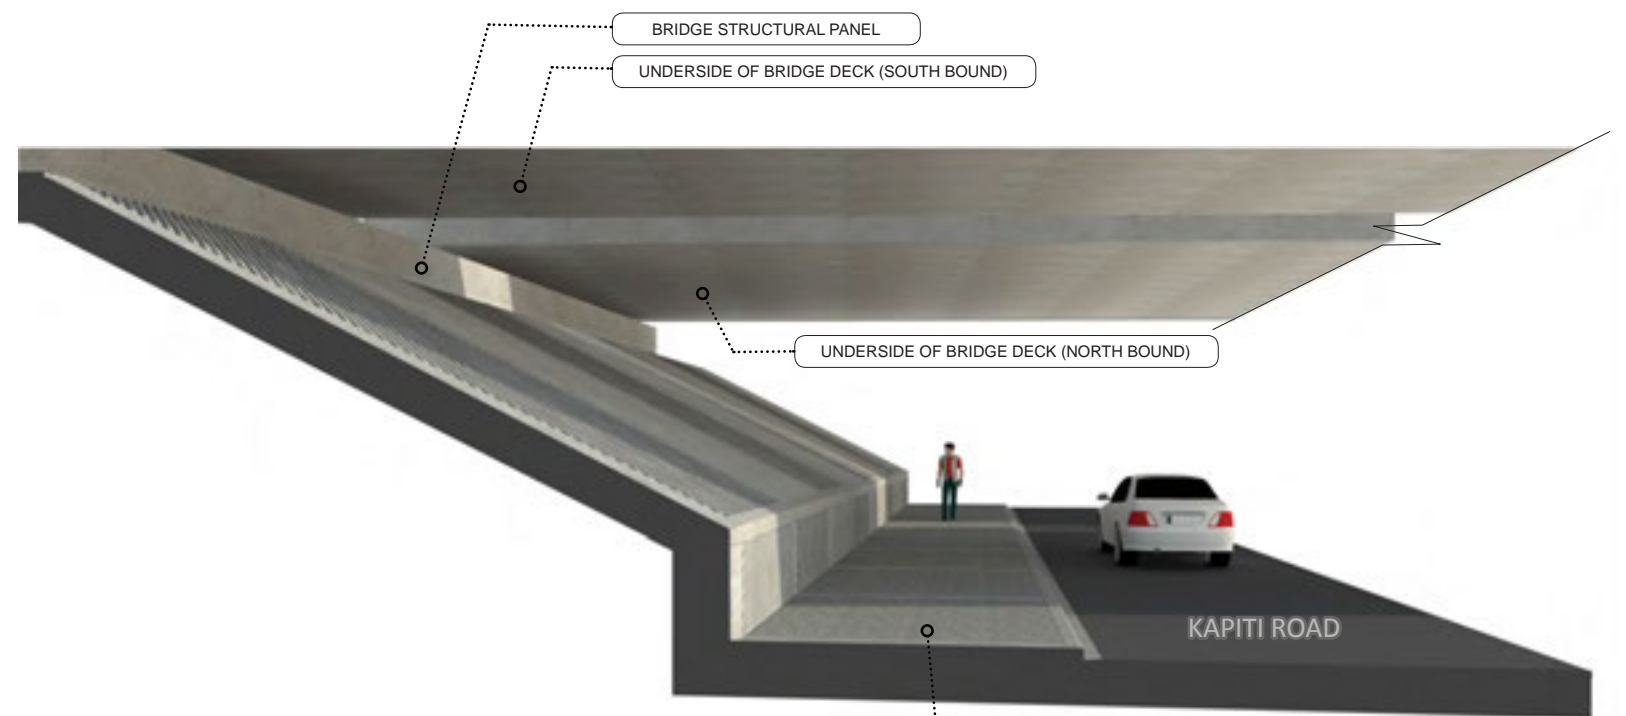 BRIDGE STRUCTURAL PANEL
UNDERSIDE OF BRIDGE DECK (SOUTH BOUND)
UNDERSIDE OF BRIDGE DECK (NORTH BOUND)
KAPITI ROAD